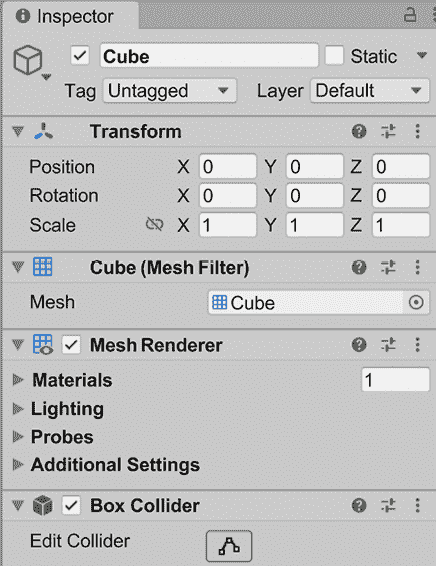 Inspector
Cube Static
Tag Untagged Layer Default
Transform
Position X 0 Y 0 Z 0
Rotation X 0 Y 0 Z 0
Scale X 1 Y 1 Z 1
Cube (Mesh Filter)
Mesh Cube
Mesh Renderer
Materials 1
Lighting
Probes
Additional Settings
Box Collider
Edit Collider